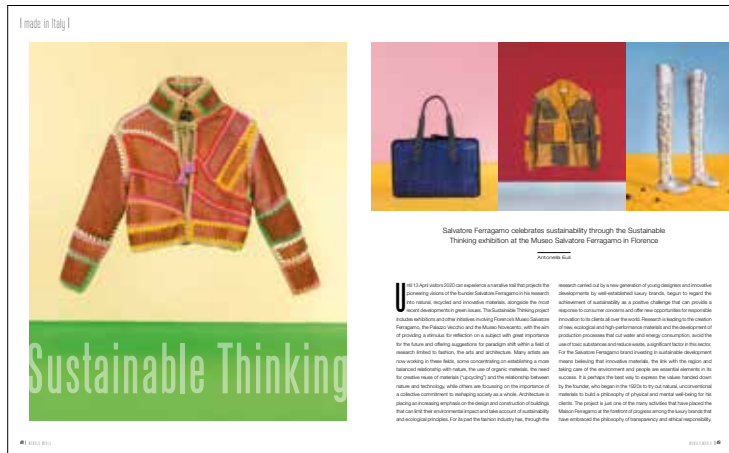 | made in Italy |
Sustainable Thinking
Salvatore Ferragamo celebrates sustainability through the Sustainable
Thinking exhibition at the Museo Salvatore Ferragamo in Florence
Antonella Euli
Until 13 April visitors 2020 can experience a narrative trail that projects the
pioneering visions of the founder Salvatore Ferragamo in his research
into natural, recycled and innovative materials, alongside the most
recent developments in green issues. The Sustainable Thinking project
includes exhibitions and other initiatives involving Florence's Museo Salvatore
Ferragamo, the Palazzo Vecchio and the Museo Novecento, with the aim
of providing a stimulus for reflection on a subject with great importance
for the future and offering suggestions for paradigm shift within a field of
research limited to fashion, the arts and architecture. Many artists are
now working in these fields, some concentrating on establishing a more
balanced relationship with nature, the use of organic materials, the need
for creative reuse of materials ("upcycling") and the relationship between
nature and technology, while others are focussing on the importance of
a collective commitment to reshaping society as a whole. Architecture is
placing an increasing emphasis on the design and construction of buildings
that can limit their environmental impact and take account of sustainability
and ecological principles. For its part the fashion industry has, through the
research carried out by a new generation of young designers and innovative
developments by well-established luxury brands, begun to regard the
achievement of sustainability as a positive challenge that can provide a
response to consumer concerns and offer new opportunities for responsible
innovation to its clients all over the world. Research is leading to the creation
of new, ecological and high-performance materials and the development of
production processes that cut water and energy consumption, avoid the
use of toxic substances and reduce waste, a significant factor in this sector.
For the Salvatore Ferragamo brand investing in sustainable development
means believing that innovative materials, the link with the region and
taking care of the environment and people are essential elements in its
success. It is perhaps the best way to express the values handed down
by the founder, who began in the 1920s to try out natural, unconventional
materials to build a philosophy of physical and mental well-being for his
clients. The project is just one of the many activities that have placed the
Maison Ferragamo at the forefront of progress among the luxury brands that
have embraced the philosophy of transparency and ethical responsibility.